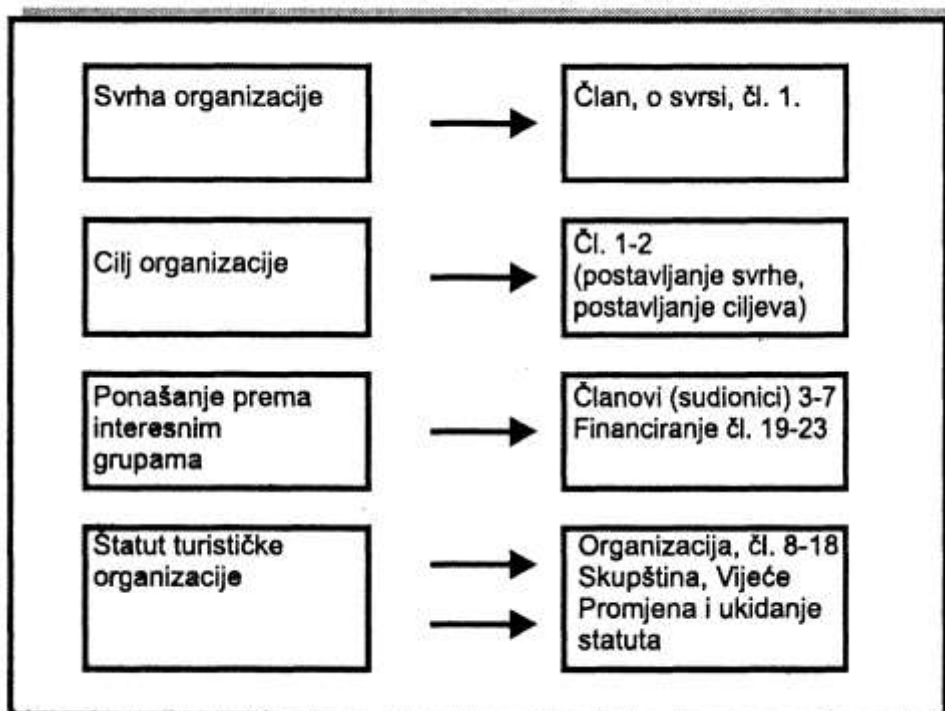 Svrha organizacije
Član, o svrsi, čl. 1.
Cilj organizacije
Čl. 1-2
(postavljanje svrhe,
postavljanje ciljeva)
Ponašanje prema
interesnim
grupama
Članovi (sudionici) 3-7
Financiranje čl. 19-23
Štatut turističke
organizacije
Organizacija, čl. 8-18
Skupština, Vijeće
Promjena i ukidanje
statuta